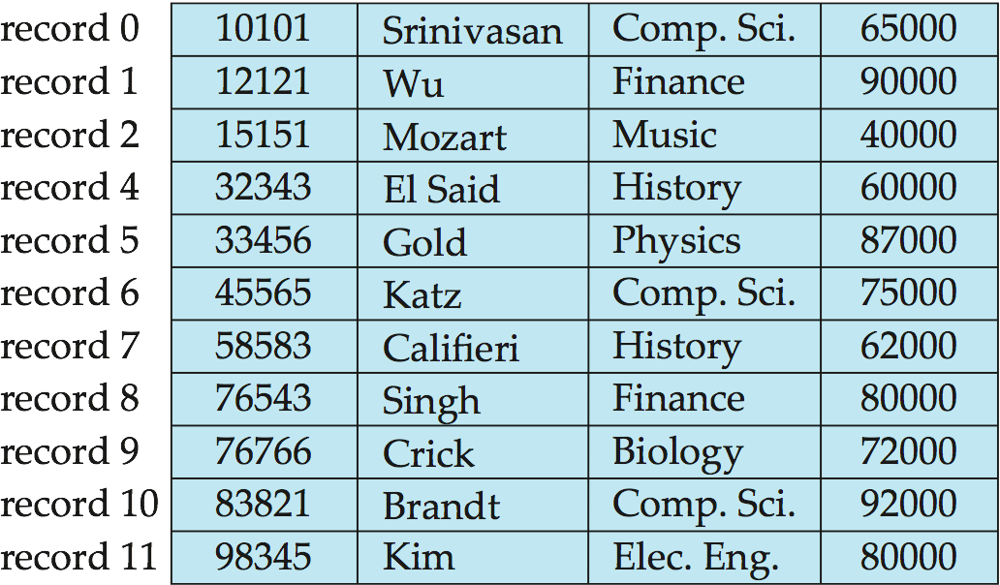 record 0 10101 Srinivasan Comp. Sci. 65000
record 1 12121 Wu Finance 90000
record 2 15151 Mozart Music 40000
record 4 32343 El Said History 60000
record 5 33456 Gold Physics 87000
record 6 45565 Katz Comp. Sci. 75000
record 7 58583 Califieri History 62000
record 8 76543 Singh Finance 80000
record 9 76766 Crick Biology 72000
record 10 83821 Brandt Comp. Sci. 92000
record 11 98345 Kim Elec. Eng. 80000